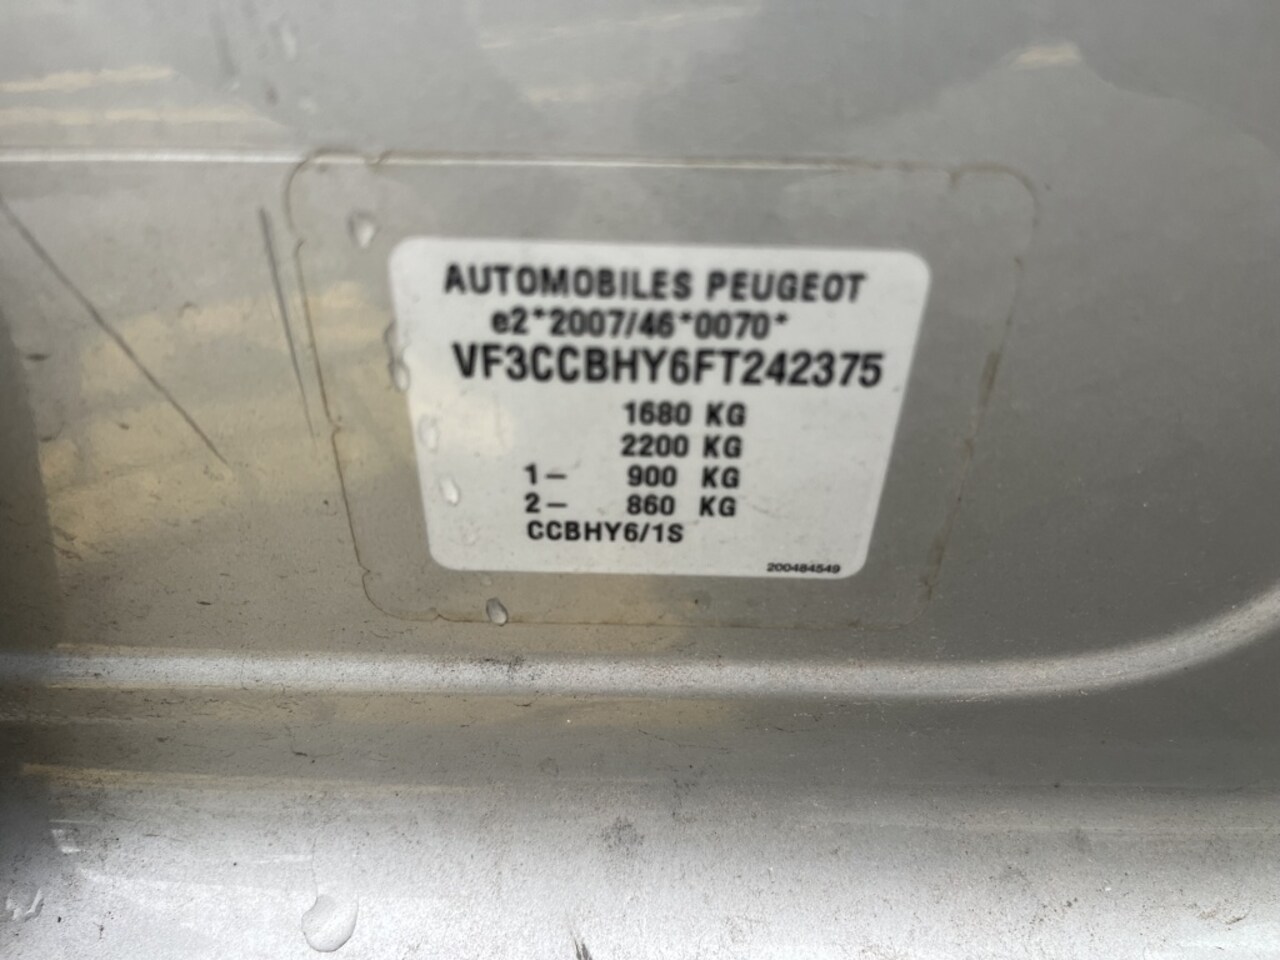 AUTOMOBILES PEUGEOT
e2*2007/46*0070*
VF3CCBHY6FT242375
1680 KG
2200 KG
1- 900 KG
2- 860 KG
CCBHY6/1S
200484549